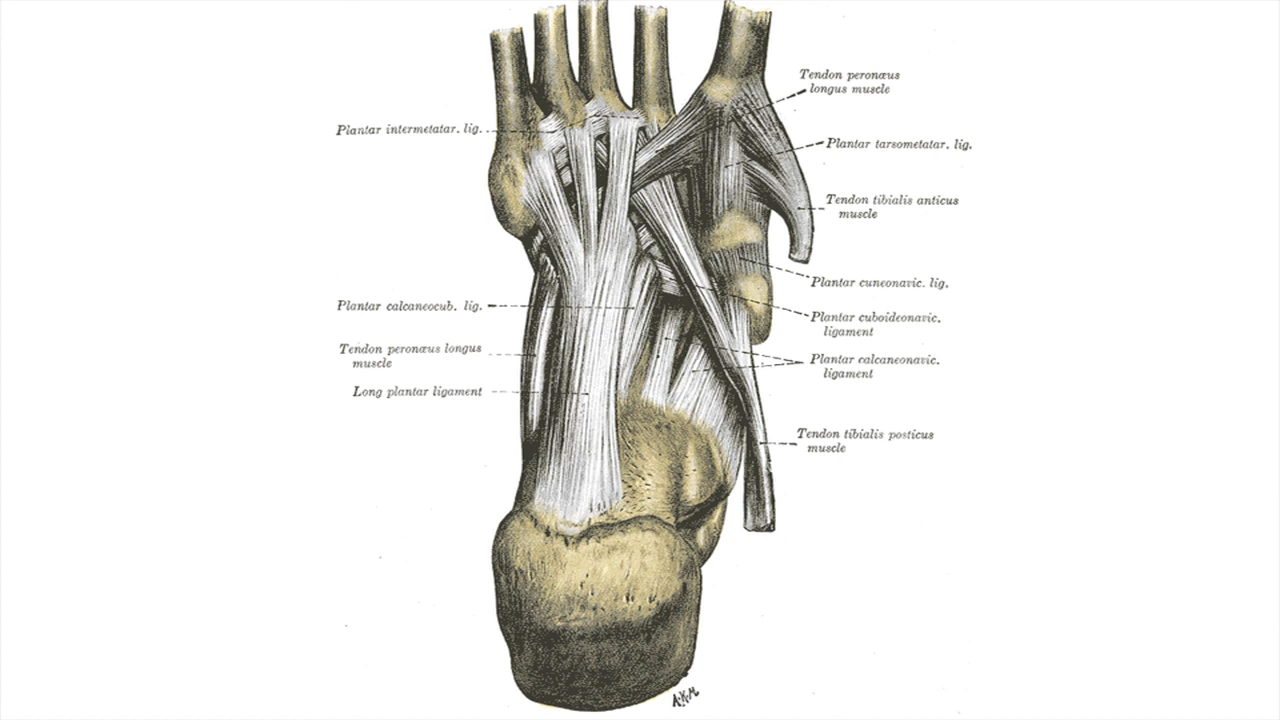 Plantar intermetatar. lig.
Plantar calcaneocub. lig.
Tendon peronæus longus
muscle
Long plantar ligament
Tendon peronæus
longus muscle
Plantar tarsometatar. lig.
Tendon tibialis anticus
muscle
Plantar cuneonavic. lig.
Plantar cuboideonavic.
ligament
Plantar calcaneonavic.
ligament
Tendon tibialis posticus
muscle
A.K.M.